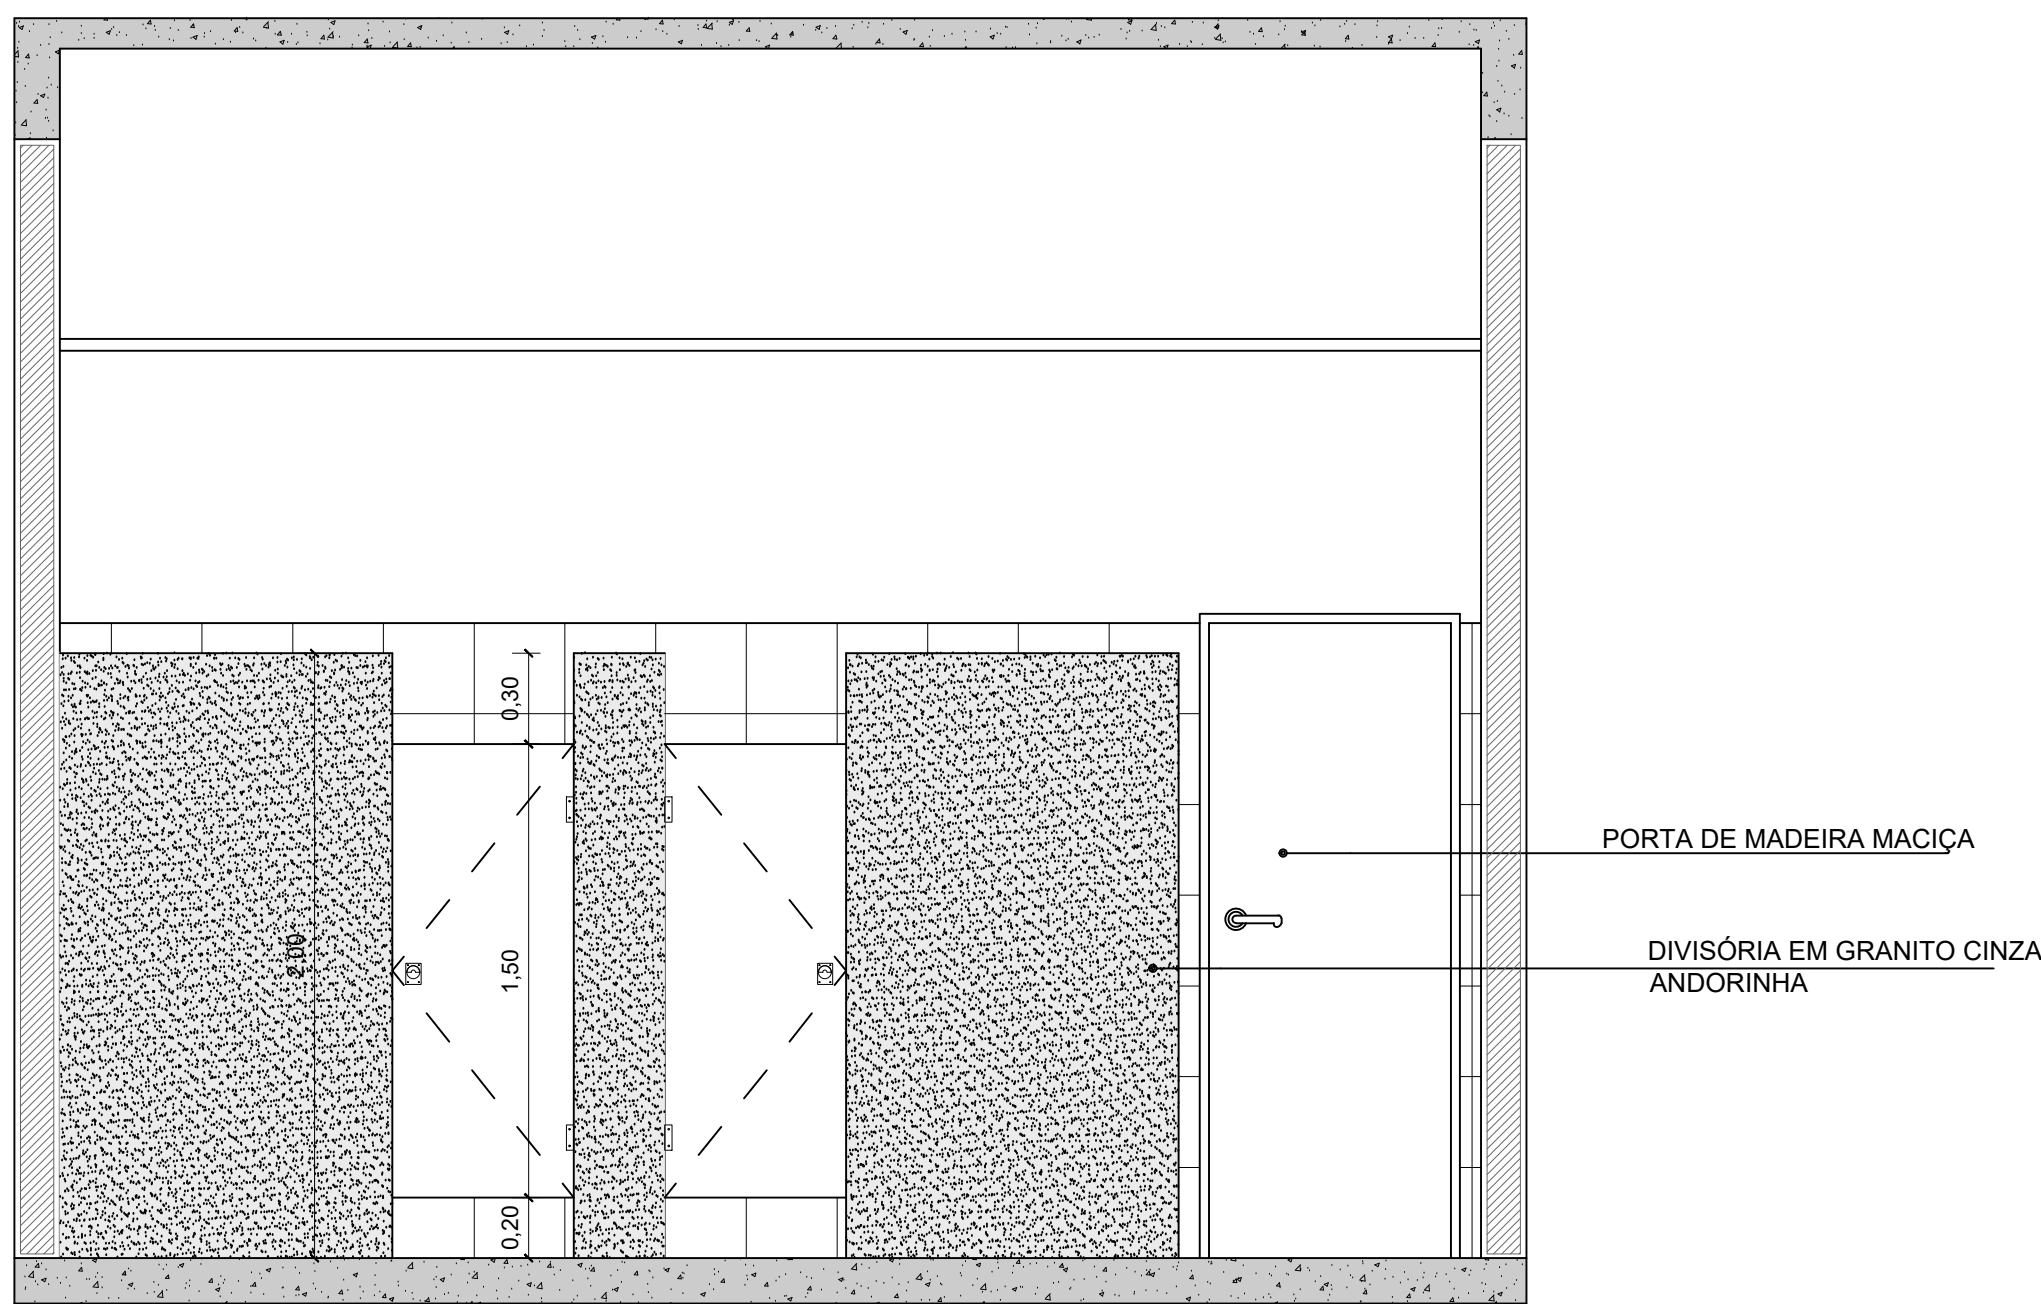 0,30
PORTA DE MADEIRA MACIÇA
2,00
1,50
DIVISÓRIA EM GRANITO CINZA
ANDORINHA
0,20